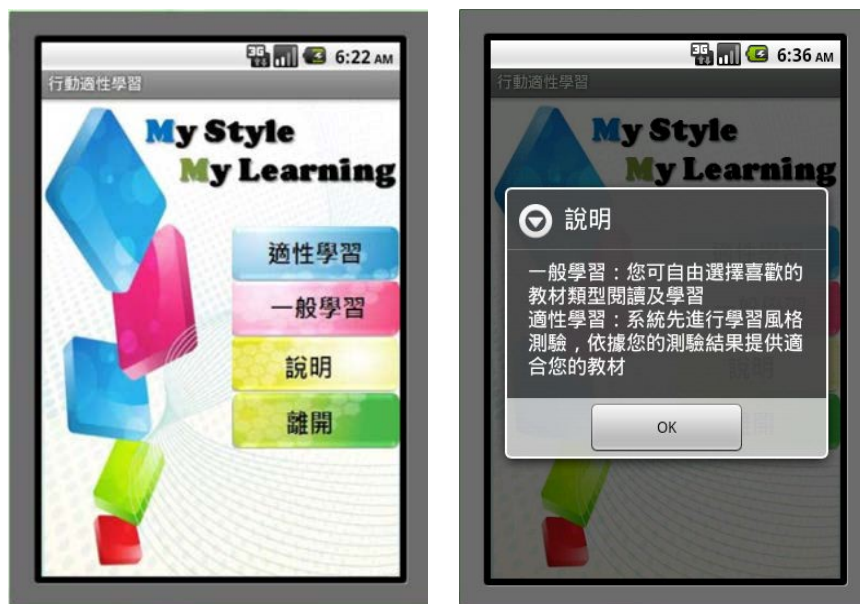 6:22 AM
行動適性學習
My Style
My Learning
適性學習
一般學習
說明
離開
3G
6:36 AM
行動適性學習
My Style
My Learning
說明
一般學習：您可自由選擇喜歡的
教材類型閱讀及學習
適性學習：系統先進行學習風格
測驗，依據您的測驗結果提供適
合您的教材
OK